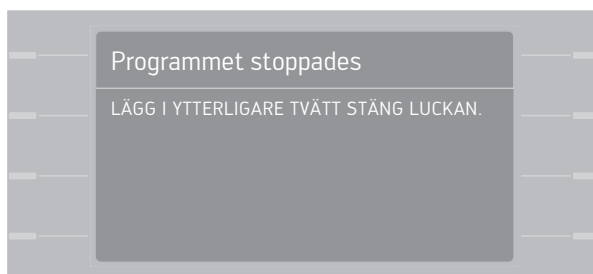 Programmet stoppades
LÄGG I YTTERLIGARE TVÄTT STÄNG LUCKAN.